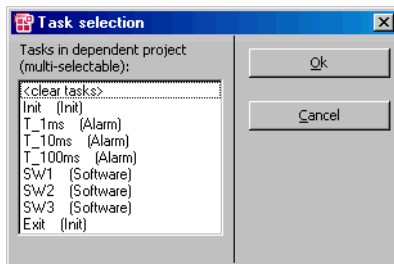 Task selection
Tasks in dependent project
(multi-selectable):
<clear tasks>
Init (Init)
T_1ms (Alarm)
T_10ms (Alarm)
T_100ms (Alarm)
SW1 (Software)
SW2 (Software)
SW3 (Software)
Exit (Init)
Ok
Cancel